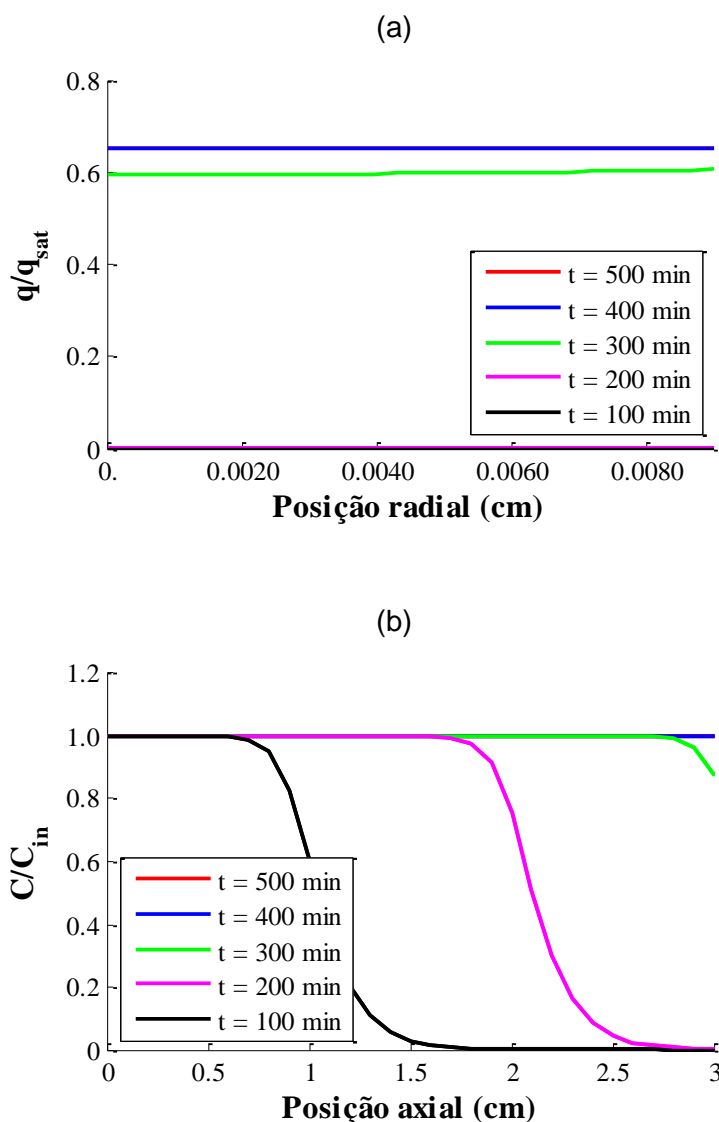 (a)
0.8
0.6
0.4
0.2
0
q/q_sat
t = 500 min
t = 400 min
t = 300 min
t = 200 min
t = 100 min
0. 0.0020 0.0040 0.0060 0.0080
Posição radial (cm)
(b)
1.2
1.0
0.8
0.6
0.4
0.2
0
C/C_in
t = 500 min
t = 400 min
t = 300 min
t = 200 min
t = 100 min
0 0.5 1 1.5 2 2.5 3
Posição axial (cm)